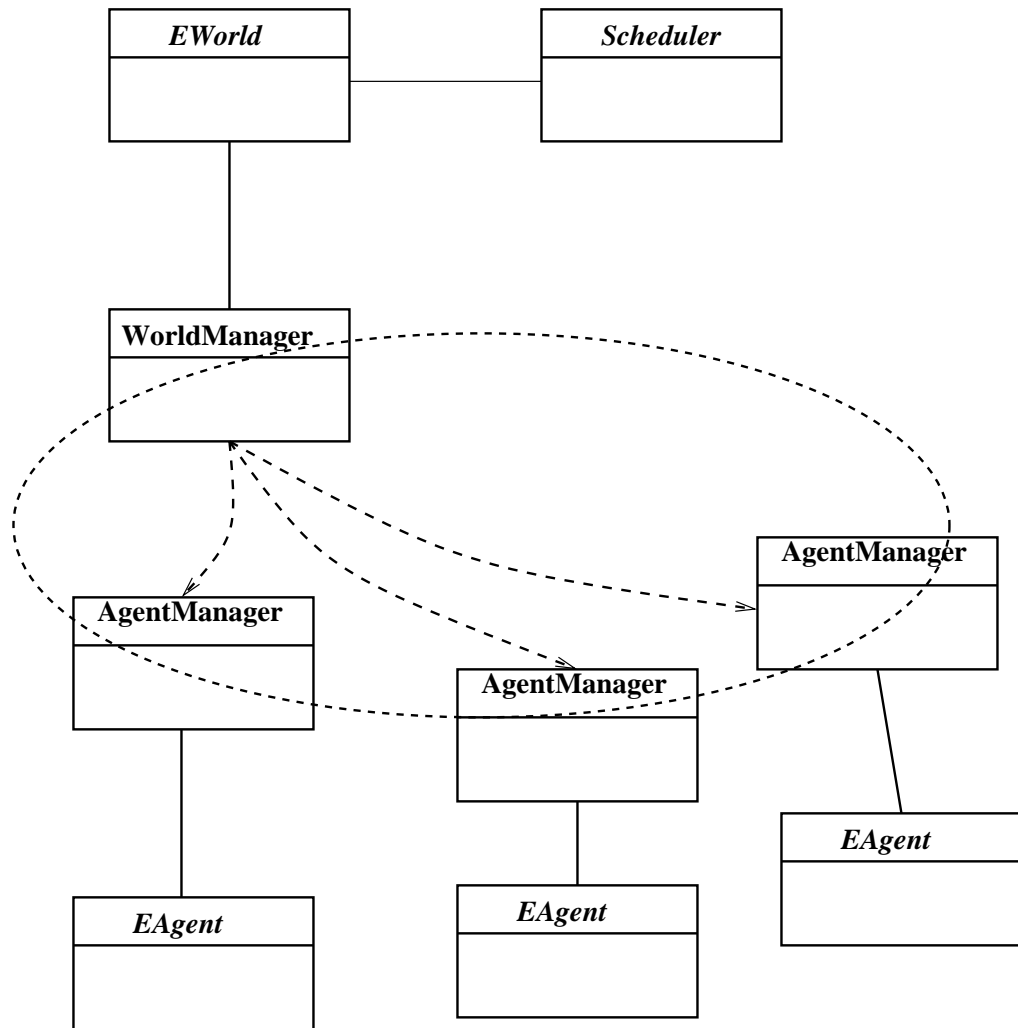 EWorld
Scheduler
WorldManager
AgentManager
AgentManager
AgentManager
EAgent
EAgent
EAgent